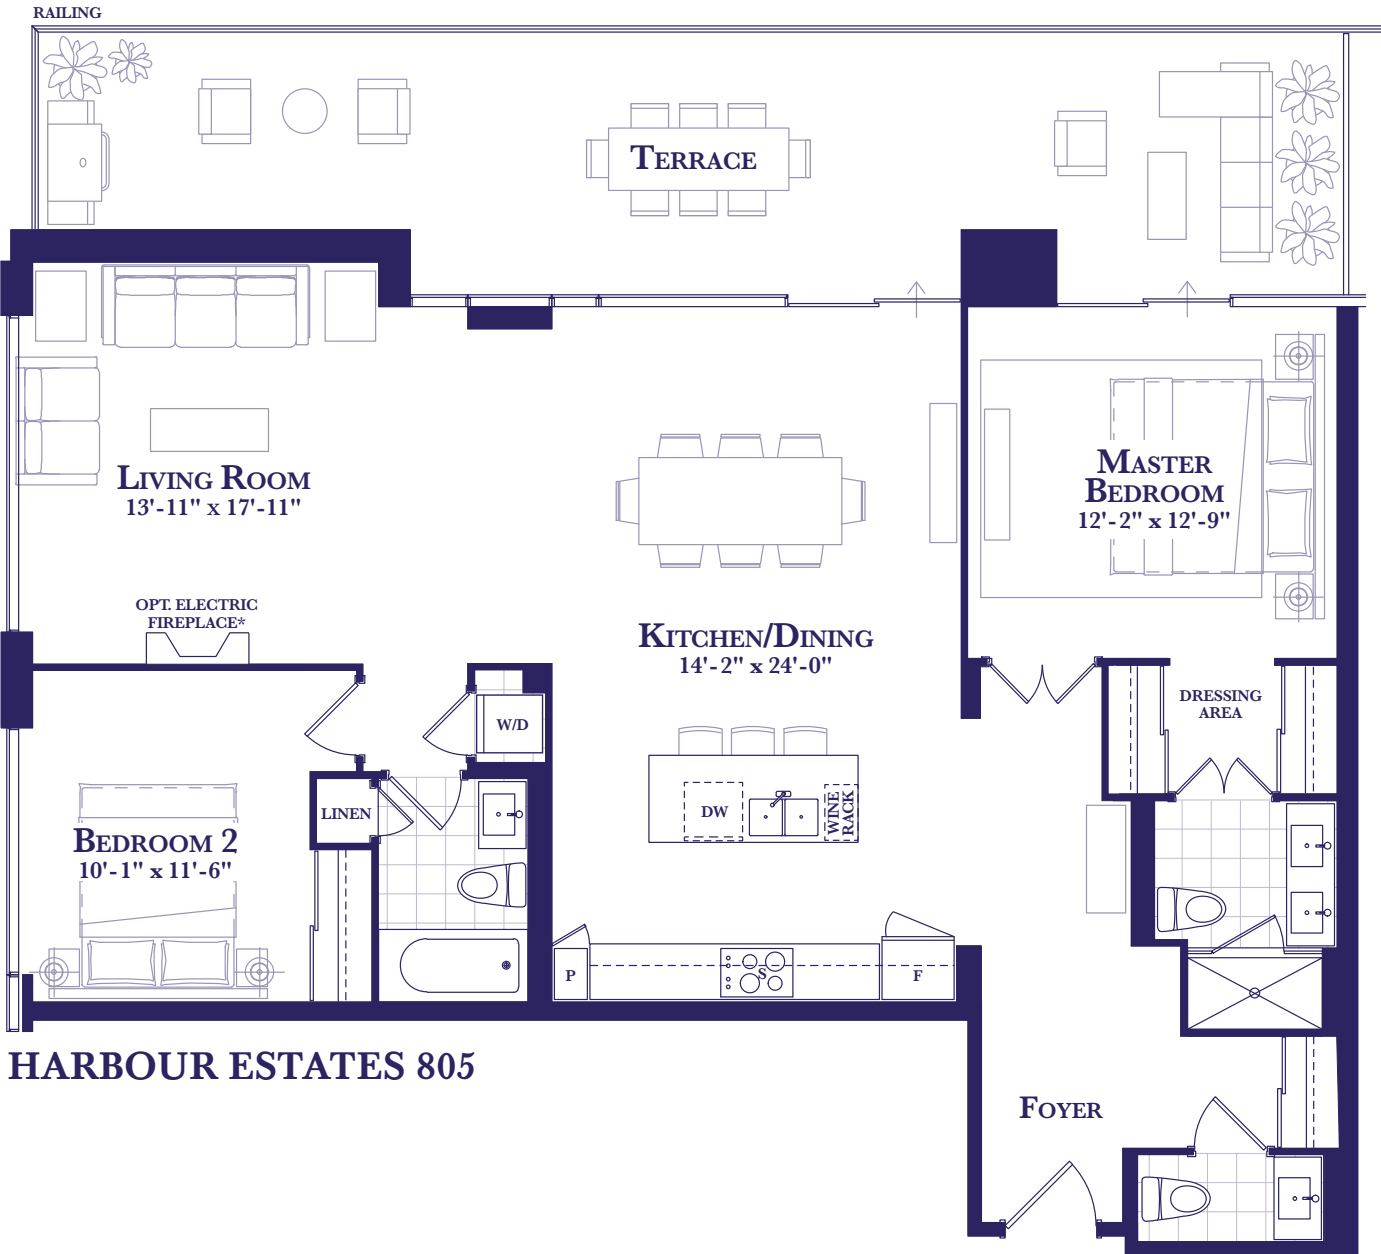 RAILING
TERRACE
LIVING ROOM
13'-11" x 17'-11"
MASTER
BEDROOM
12'-2" x 12'-9"
OPT. ELECTRIC
FIREPLACE*
KITCHEN/DINING
14'-2" x 24'-0"
W/D
DRESSING
AREA
LINEN
DW
WINE
RACK
BEDROOM 2
10'-1" x 11'-6"
P
S
F
HARBOUR ESTATES 805
FOYER